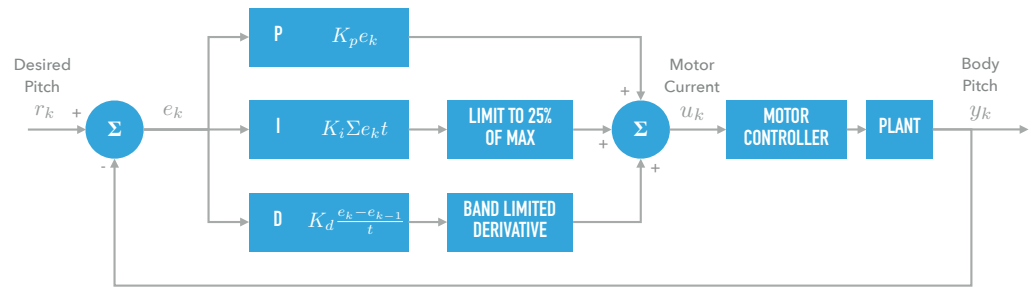 Desired
Pitch
r_k
+
Σ
-
e_k
P K_p e_k
I K_i Σ e_k t
D K_d \frac{e_k - e_{k-1}}{t}
LIMIT TO 25%
OF MAX
BAND LIMITED
DERIVATIVE
+
+
+
Σ
Motor
Current
u_k
MOTOR
CONTROLLER
PLANT
Body
Pitch
y_k